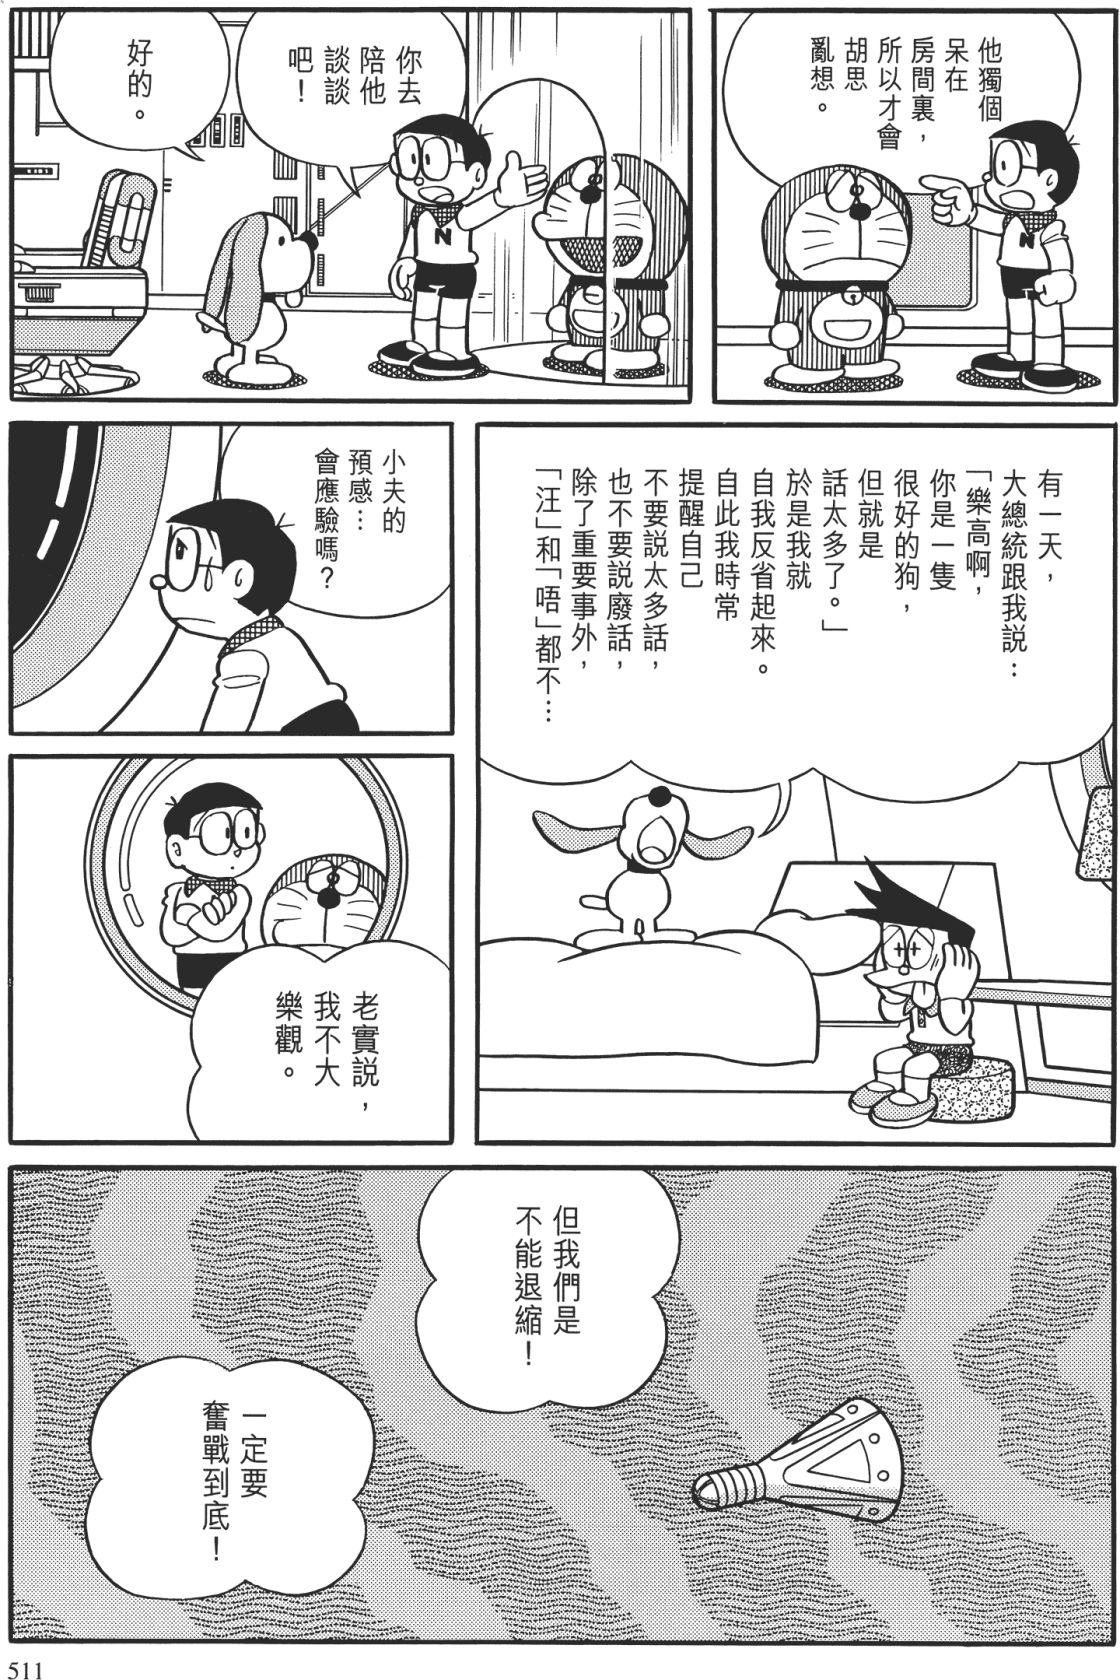 他獨個
呆在
房間裏，
所以才會
胡思
亂想。
你去
陪他
談談
吧！
好的。
有一天，
大總統跟我説：
「樂高啊，
你是一隻
很好的狗，
但就是
話太多了。」
於是我就
自我反省起來。
自此我時常
提醒自己
不要説太多話，
也不要説廢話，
除了重要事外，
「汪」和「唔」都不…
小夫的
預感…
會應驗嗎？
老實説，
我不大
樂觀。
但我們是
不能退縮！
一定要
奮戰到底！
N
N
511